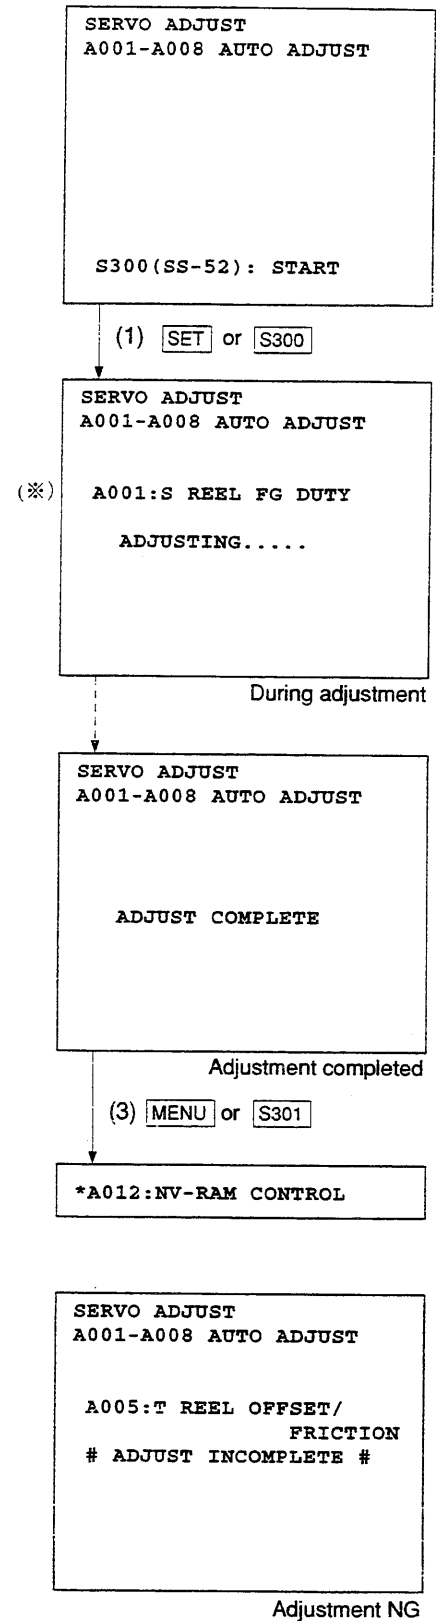 SERVO ADJUST
A001-A008 AUTO ADJUST
S300(SS-52): START
(1) SET or S300
SERVO ADJUST
A001-A008 AUTO ADJUST
(※) A001:S REEL FG DUTY
ADJUSTING.....
During adjustment
SERVO ADJUST
A001-A008 AUTO ADJUST
ADJUST COMPLETE
Adjustment completed
(3) MENU or S301
*A012:NV-RAM CONTROL
SERVO ADJUST
A001-A008 AUTO ADJUST
A005:T REEL OFFSET/
FRICTION
# ADJUST INCOMPLETE #
Adjustment NG